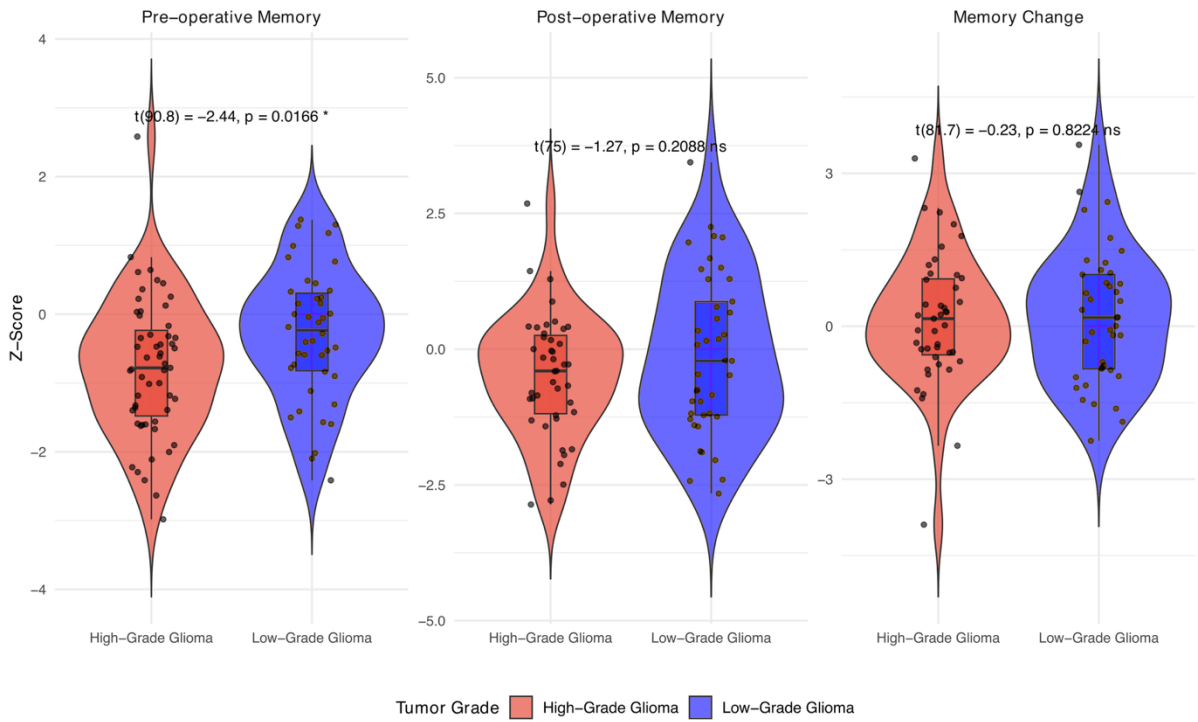 Pre-operative Memory
Post-operative Memory
Memory Change
Z-Score
4
2
0
-2
-4
t(90.8) = -2.44, p = 0.0166 *
High-Grade Glioma
Low-Grade Glioma
5.0
2.5
0.0
-2.5
-5.0
t(75) = -1.27, p = 0.2088 ns
High-Grade Glioma
Low-Grade Glioma
3
0
-3
t(81.7) = -0.23, p = 0.8224 ns
High-Grade Glioma
Low-Grade Glioma
Tumor Grade High-Grade Glioma Low-Grade Glioma